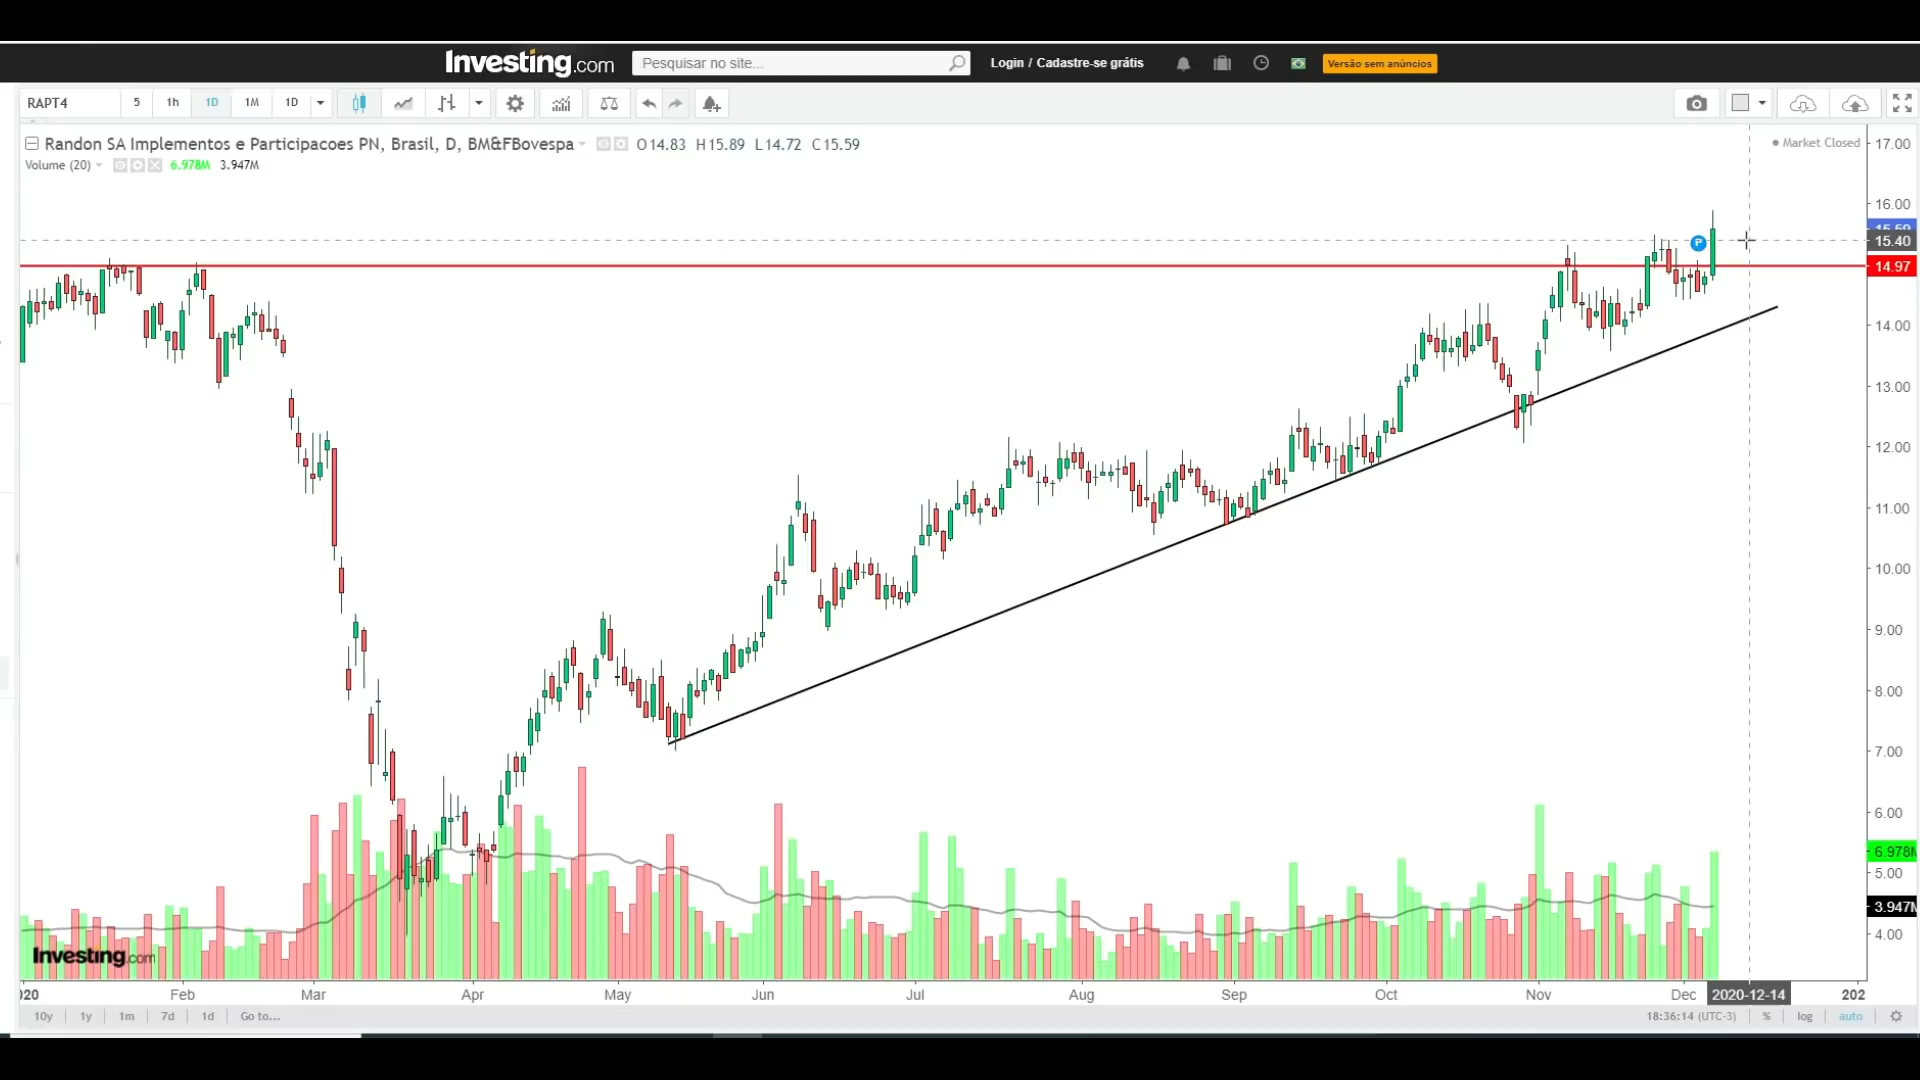 Investing.com
Pesquisar no site...
Login / Cadastre-se grátis
Versão sem anúncios
RAPT4 5 1h 1D 1M 1D
Randon SA Implementos e Participacoes PN, Brasil, D, BM&FBovespa O14.83 H15.89 L14.72 C15.59
Market Closed
Volume (20) 6.978M 3.947M
17.00
16.00
15.59
15.40
14.97
14.00
13.00
12.00
11.00
10.00
9.00
8.00
7.00
6.00
6.978M
5.00
3.947M
4.00
P
Investing.com
020 Feb Mar Apr May Jun Jul Aug Sep Oct Nov Dec 2020-12-14 202
10y 1y 1m 7d 1d Go to...
18:36:14 (UTC-3) % log auto